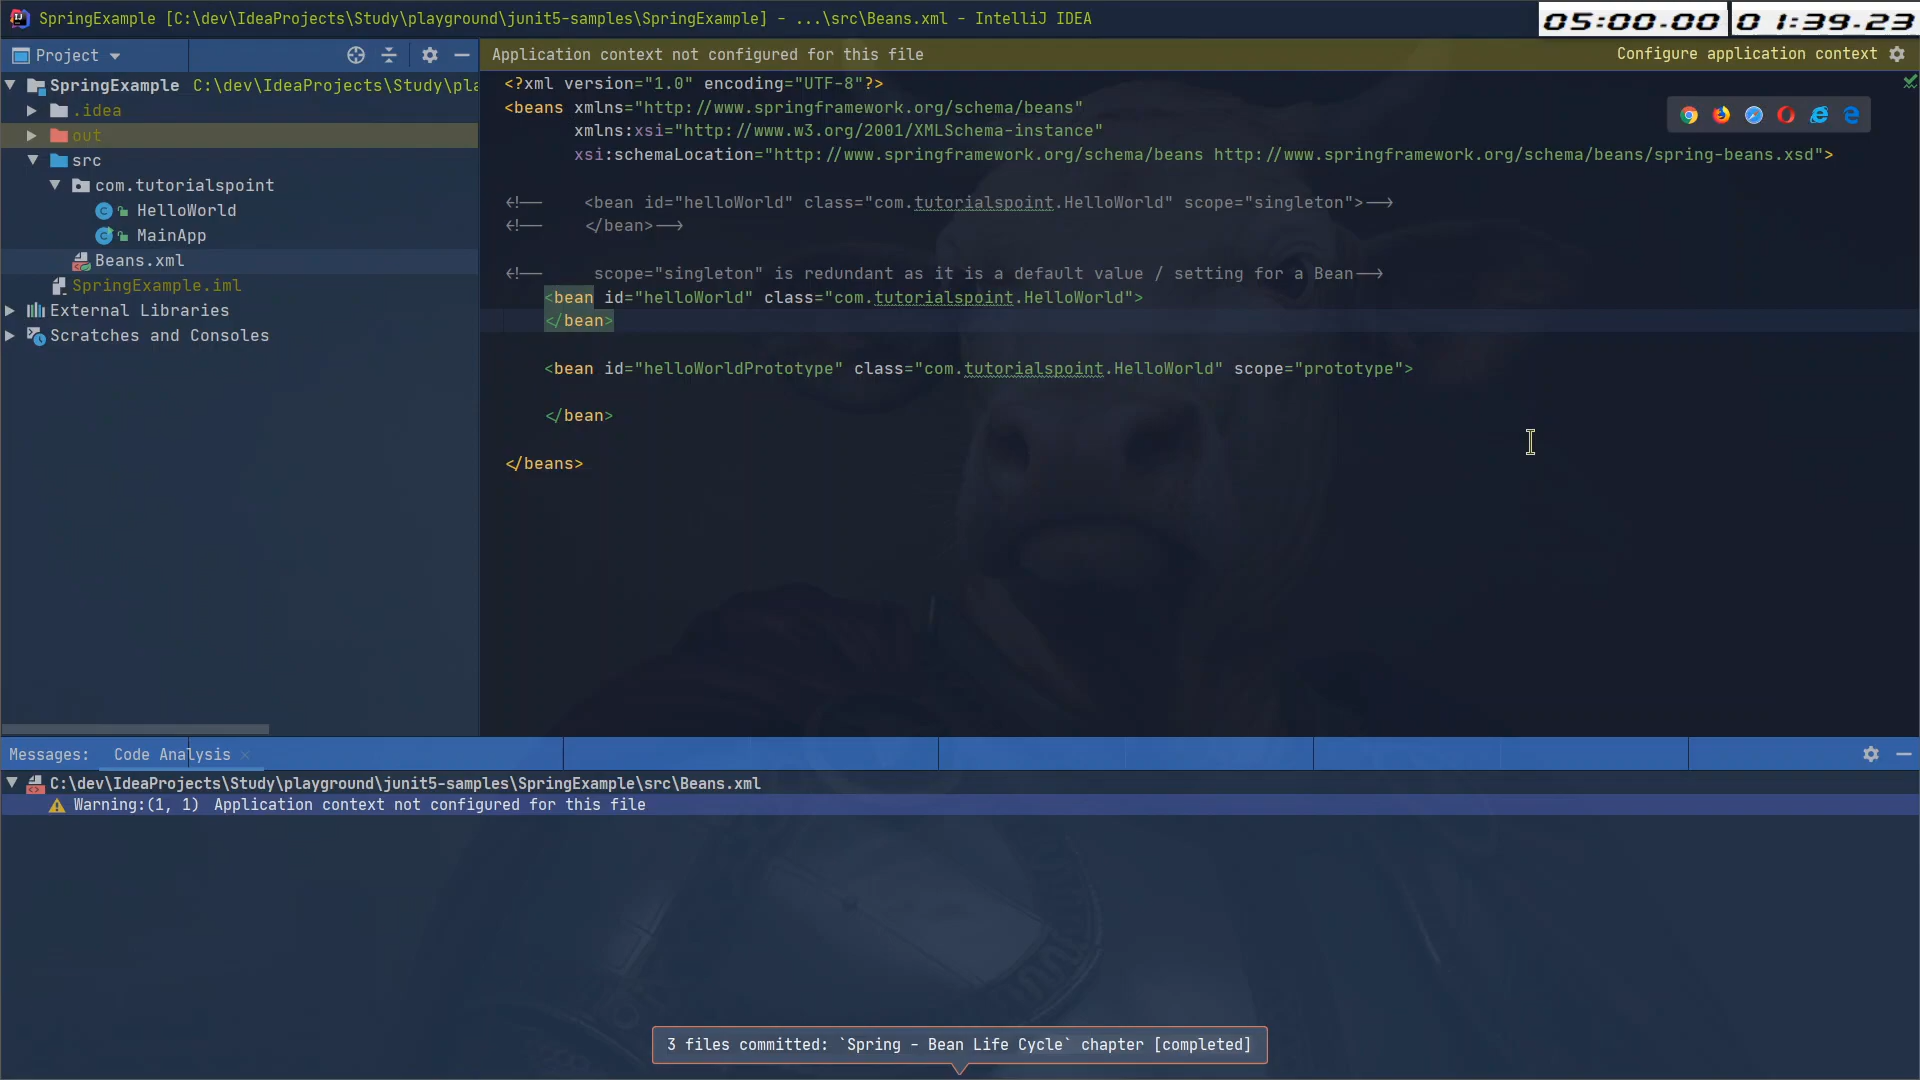 SpringExample [C:\dev\IdeaProjects\Study\playground\junit5-samples\SpringExample] - ...\src\Beans.xml - IntelliJ IDEA
05:00.00
0 1:39.23
Project
Application context not configured for this file
Configure application context
SpringExample C:\dev\IdeaProjects\Study\pla
.idea
out
src
com.tutorialspoint
HelloWorld
MainApp
Beans.xml
SpringExample.iml
External Libraries
Scratches and Consoles
<?xml version="1.0" encoding="UTF-8"?>
<beans xmlns="http://www.springframework.org/schema/beans"
xmlns:xsi="http://www.w3.org/2001/XMLSchema-instance"
xsi:schemaLocation="http://www.springframework.org/schema/beans http://www.springframework.org/schema/beans/spring-beans.xsd">
<!-- <bean id="helloWorld" class="com.tutorialspoint.HelloWorld" scope="singleton">-->
<!-- </bean>-->
<!-- scope="singleton" is redundant as it is a default value / setting for a Bean-->
<bean id="helloWorld" class="com.tutorialspoint.HelloWorld">
</bean>
<bean id="helloWorldPrototype" class="com.tutorialspoint.HelloWorld" scope="prototype">
</bean>
</beans>
Messages: Code Analysis
C:\dev\IdeaProjects\Study\playground\junit5-samples\SpringExample\src\Beans.xml
Warning:(1, 1) Application context not configured for this file
3 files committed: `Spring - Bean Life Cycle` chapter [completed]